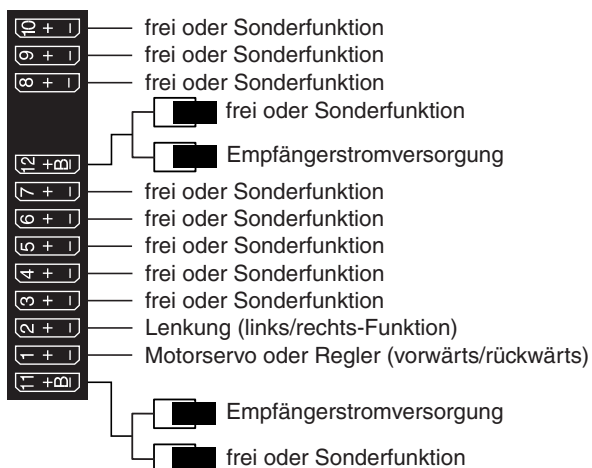 10 + – frei oder Sonderfunktion
9 + – frei oder Sonderfunktion
8 + – frei oder Sonderfunktion
frei oder Sonderfunktion
12 +B –
Empfängerstromversorgung
7 + – frei oder Sonderfunktion
6 + – frei oder Sonderfunktion
5 + – frei oder Sonderfunktion
4 + – frei oder Sonderfunktion
3 + – frei oder Sonderfunktion
2 + – Lenkung (links/rechts-Funktion)
1 + – Motorservo oder Regler (vorwärts/rückwärts)
11 +B –
Empfängerstromversorgung
frei oder Sonderfunktion